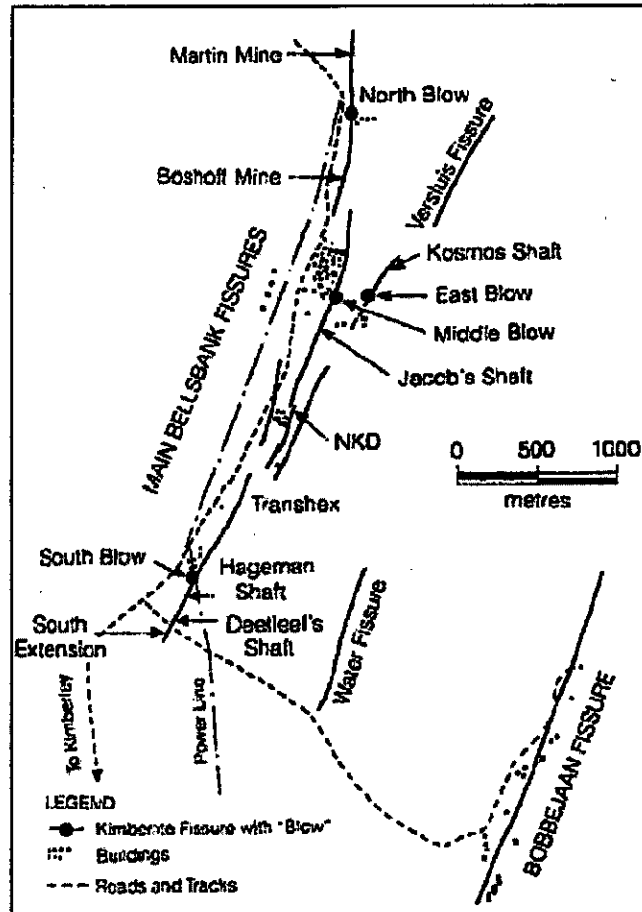 Martin Mine
North Blow
Boshoff Mine
Versluis Fissure
Kosmos Shaft
East Blow
Middle Blow
Jacob's Shaft
MAIN BELLSBANK FISSURES
NKD
0 500 1000
metres
Transhex
South Blow
Hageman
Shaft
South
Extension
Deetleel's
Shaft
Water Fissure
To Kimberley
Power Line
BOBBEJAAN FISSURE
LEGEND
Kimberlite Fissure with "Blow"
Buildings
Roads and Tracks